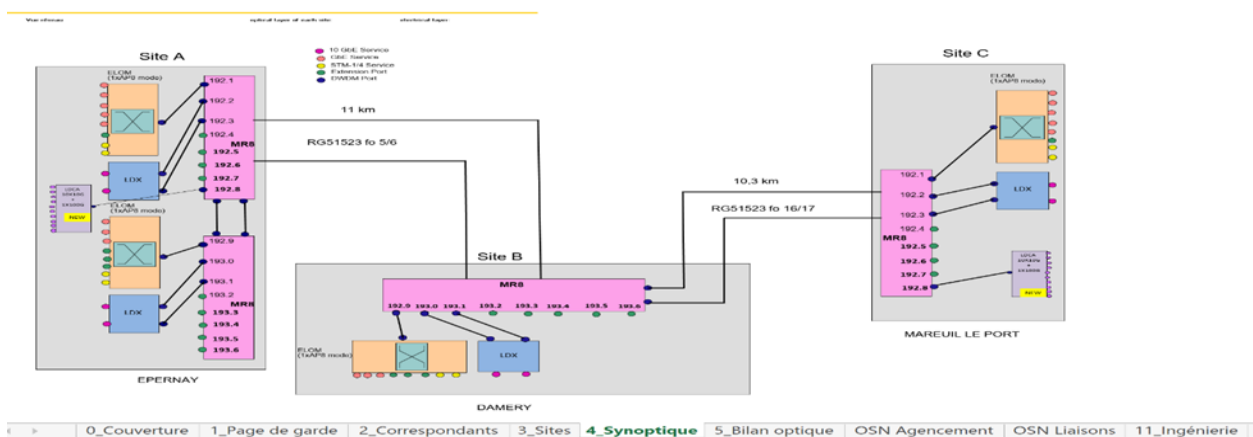 Vue réseau
optical layer of each site
electrical layer
10 GbE Service
GbE Service
STM-1/4 Service
Extension Port
DWDM Port
Site A
ELOM
(1xAP8 mode)
192.1
192.2
192.3
192.4
MR8
192.5
192.6
192.7
192.8
LDX
NEW
ELOM
(1xAP8 mode)
192.9
193.0
193.1
193.2
MR8
193.3
193.4
193.5
193.6
LDX
EPERNAY
11 km
RG51523 fo 5/6
Site B
MR8
192.9 193.0 193.1 193.2 193.3 193.4 193.5 193.6
ELOM
(1xAP8 mode)
LDX
DAMERY
10,3 km
RG51523 fo 16/17
Site C
ELOM
(1xAP8 mode)
192.1
192.2
192.3
192.4
MR8
192.5
192.6
192.7
192.8
LDX
NEW
MAREUIL LE PORT
0_Couverture 1_Page de garde 2_Correspondants 3_Sites 4_Synoptique 5_Bilan optique OSN Agencement OSN Liaisons 11_Ingénierie